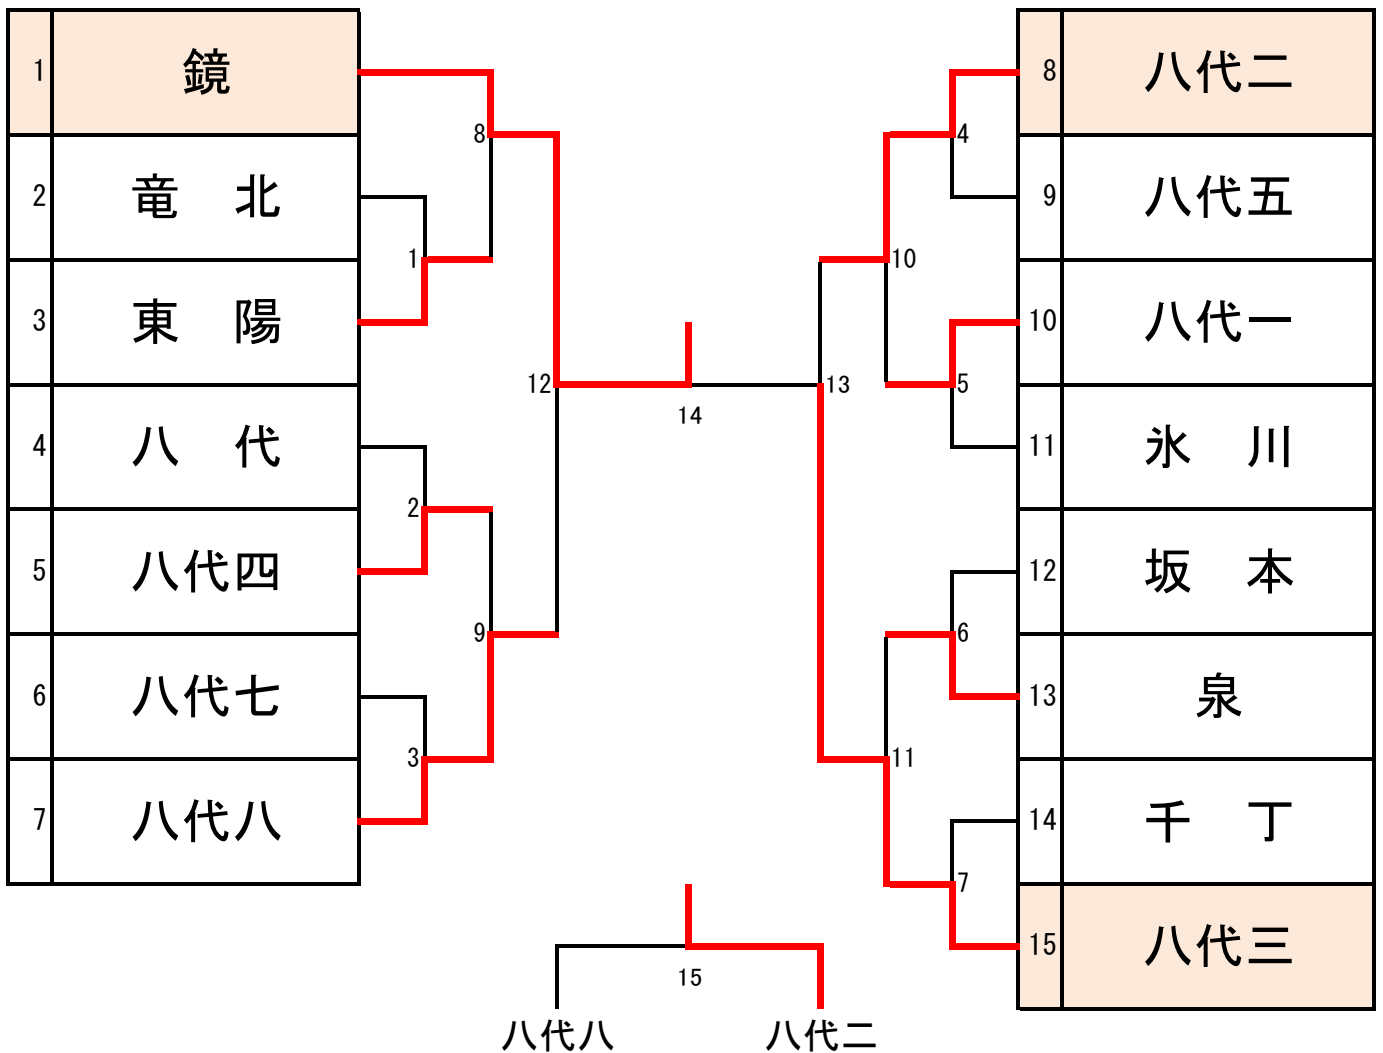 1 鏡
2 竜 北
3 東 陽
4 八 代
5 八代四
6 八代七
7 八代八
8
1
12
2
9
3
14
4
10
13
5
6
11
7
8 八代二
9 八代五
10 八代一
11 氷 川
12 坂 本
13 泉
14 千 丁
15 八代三
15
八代八 八代二